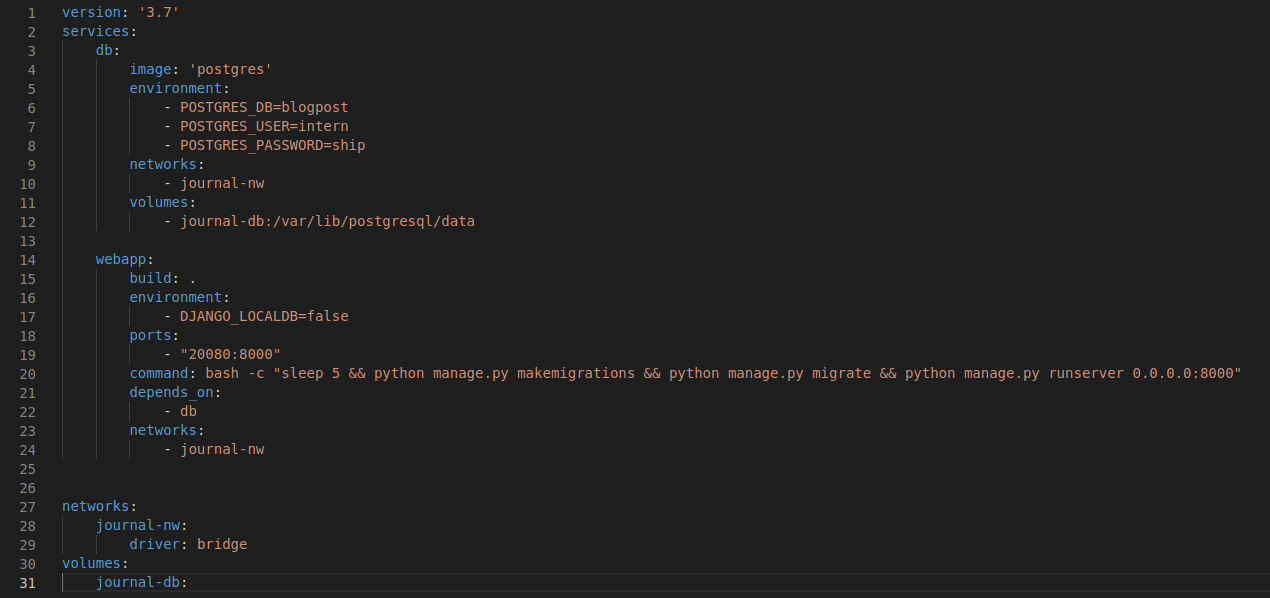 1 version: '3.7'
2 services:
3     db:
4         image: 'postgres'
5         environment:
6             - POSTGRES_DB=blogpost
7             - POSTGRES_USER=intern
8             - POSTGRES_PASSWORD=ship
9         networks:
10             - journal-nw
11         volumes:
12             - journal-db:/var/lib/postgresql/data
13
14     webapp:
15         build: .
16         environment:
17             - DJANGO_LOCALDB=false
18         ports:
19             - "20080:8000"
20         command: bash -c "sleep 5 && python manage.py makemigrations && python manage.py migrate && python manage.py runserver 0.0.0.0:8000"
21         depends_on:
22             - db
23         networks:
24             - journal-nw
25
26
27 networks:
28     journal-nw:
29         driver: bridge
30 volumes:
31     journal-db: